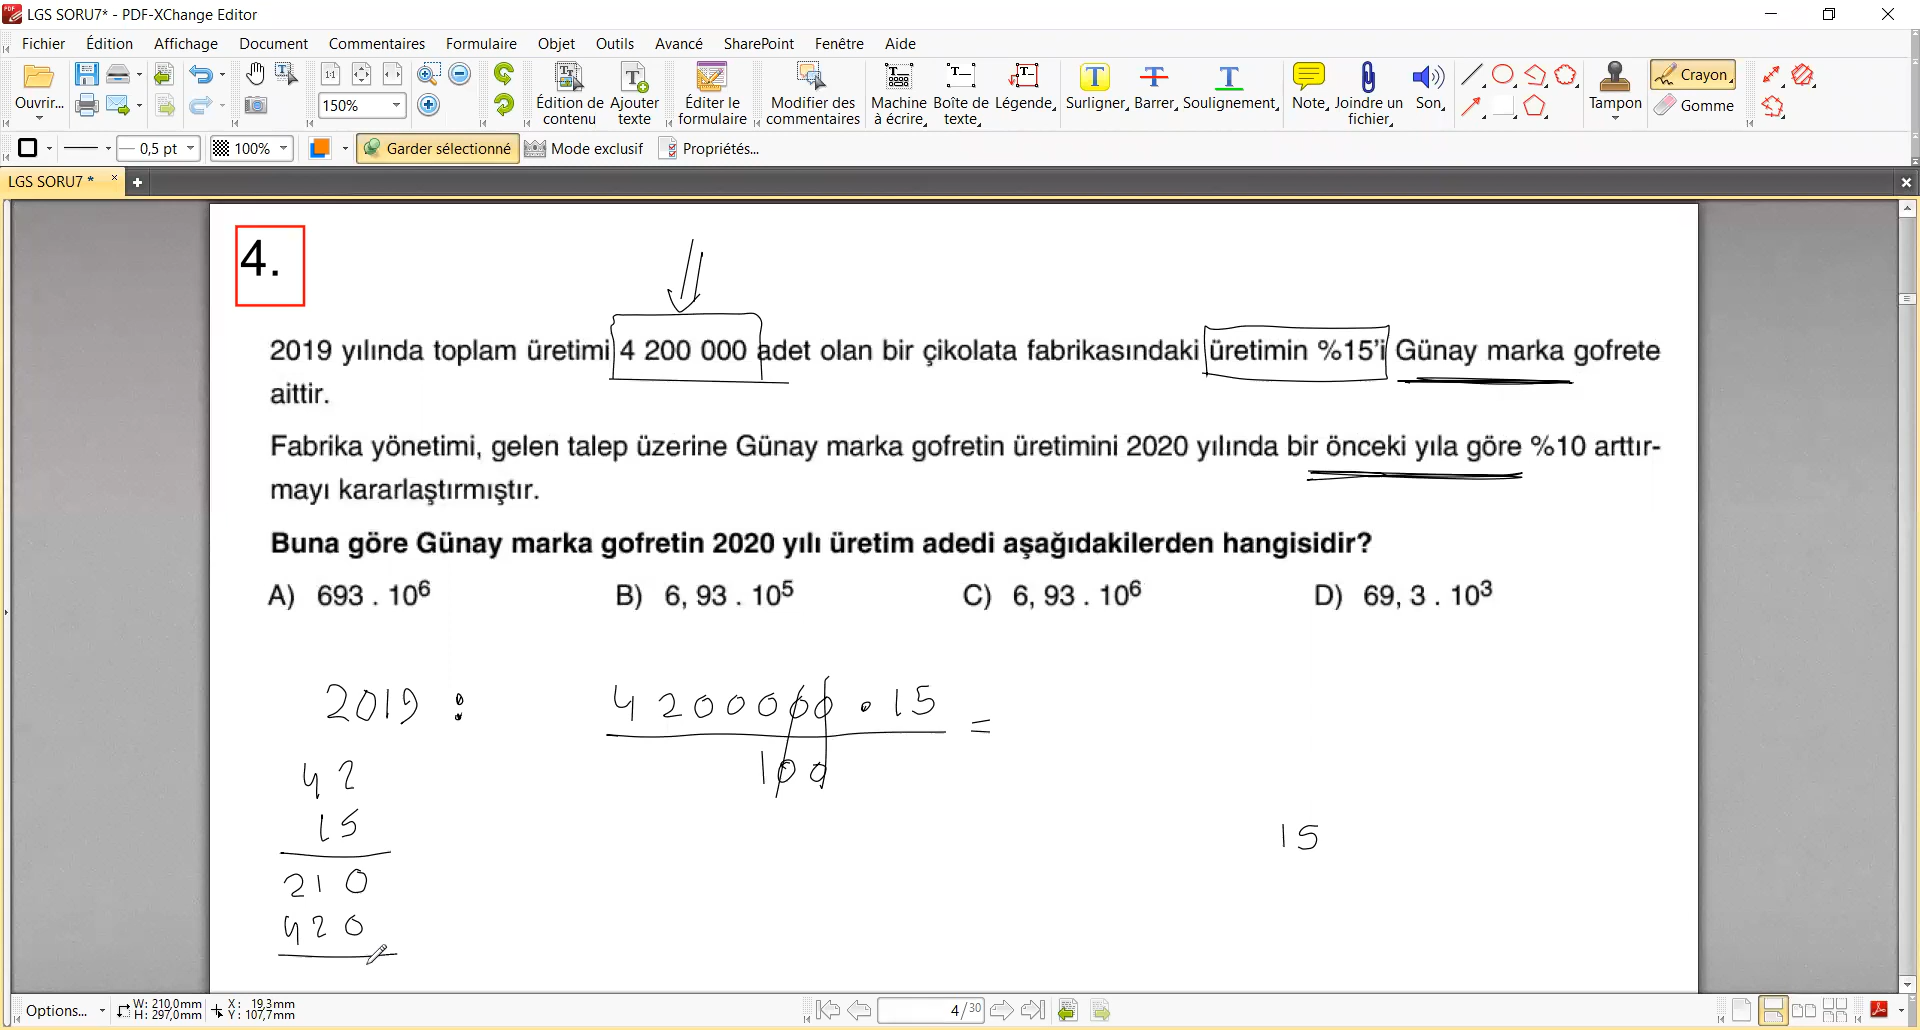 LGS SORU7* - PDF-XChange Editor
Fichier Édition Affichage Document Commentaires Formulaire Objet Outils Avancé SharePoint Fenêtre Aide
Ouvrir... 150% Édition de contenu Ajouter texte Éditer le formulaire Modifier des commentaires Machine à écrire Boîte de texte Légende Surligner Barrer Soulignement Note Joindre un fichier Son Tampon Crayon Gomme
0,5 pt 100% Garder sélectionné Mode exclusif Propriétés...
LGS SORU7 *
4.
2019 yılında toplam üretimi 4 200 000 adet olan bir çikolata fabrikasındaki üretimin %15'i Günay marka gofrete
aittir.
Fabrika yönetimi, gelen talep üzerine Günay marka gofretin üretimini 2020 yılında bir önceki yıla göre %10 arttır-
mayı kararlaştırmıştır.
Buna göre Günay marka gofretin 2020 yılı üretim adedi aşağıdakilerden hangisidir?
A) 693 . 10⁶ B) 6, 93 . 10⁵ C) 6, 93 . 10⁶ D) 69, 3 . 10³
2019 : 4200000 . 15 =
100
42
15
15
210
420
Options... W: 210,0mm H: 297,0mm X: 19,3mm Y: 107,7mm 4/30